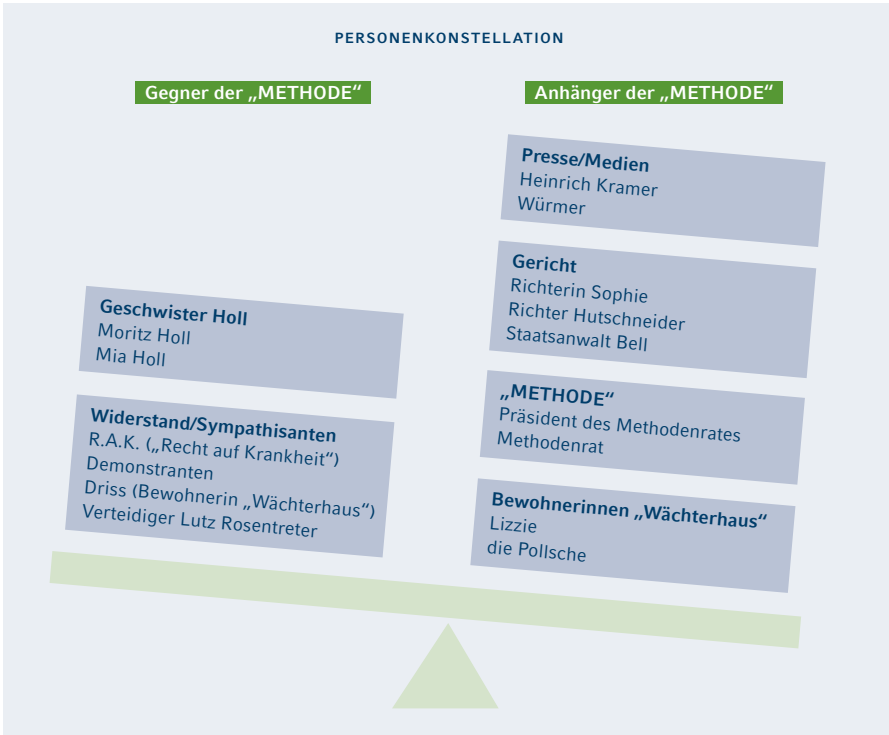 PERSONENKONSTELLATION
Gegner der „METHODE“
Geschwister Holl
Moritz Holl
Mia Holl
Widerstand/Sympathisanten
R.A.K. („Recht auf Krankheit“)
Demonstranten
Driss (Bewohnerin „Wächterhaus“)
Verteidiger Lutz Rosentreter
Anhänger der „METHODE“
Presse/Medien
Heinrich Kramer
Würmer
Gericht
Richterin Sophie
Richter Hutschneider
Staatsanwalt Bell
„METHODE“
Präsident des Methodenrates
Methodenrat
Bewohnerinnen „Wächterhaus“
Lizzie
die Pollsche